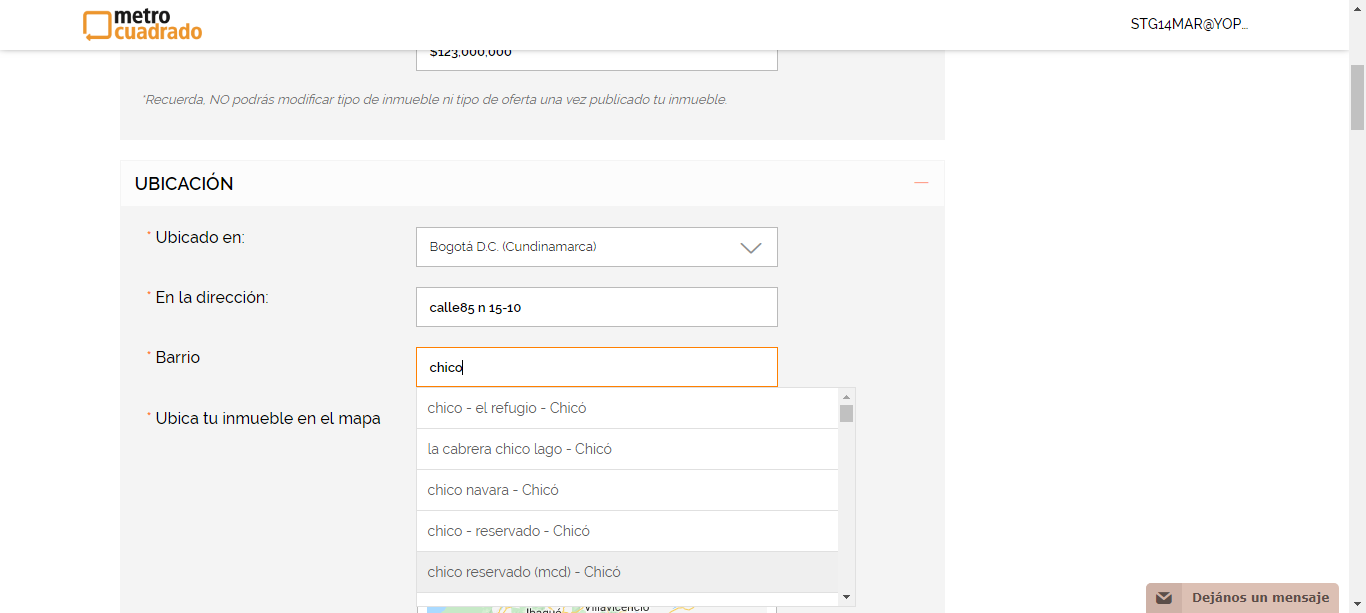 metro
cuadrado
STG14MAR@YOP...
$123,000,000
*Recuerda, NO podrás modificar tipo de inmueble ni tipo de oferta una vez publicado tu inmueble.
UBICACIÓN
* Ubicado en:
Bogotá D.C. (Cundinamarca)
* En la dirección:
calle85 n 15-10
* Barrio
chico
chico - el refugio - Chicó
* Ubica tu inmueble en el mapa
la cabrera chico lago - Chicó
chico navara - Chicó
chico - reservado - Chicó
chico reservado (mcd) - Chicó
Ibagué
Villavicencio
Dejános un mensaje